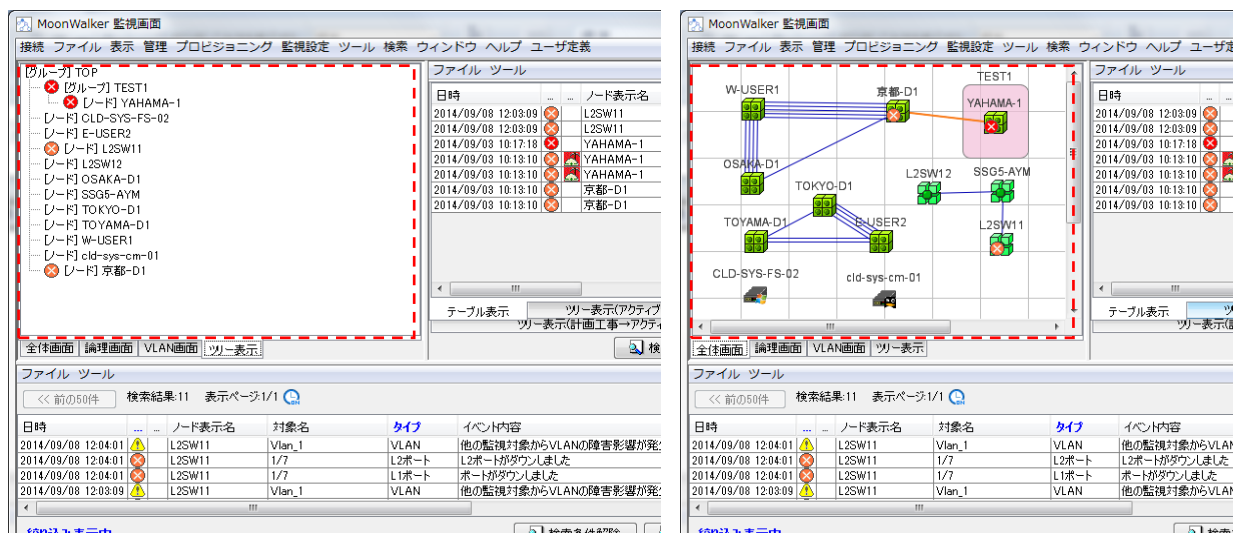 MoonWalker 監視画面
接続 ファイル 表示 管理 プロビジョニング 監視設定 ツール 検索 ウィンドウ ヘルプ ユーザ定義
[グループ] TOP
[グループ] TEST1
[ノード] YAHAMA-1
[ノード] CLD-SYS-FS-02
[ノード] E-USER2
[ノード] L2SW11
[ノード] L2SW12
[ノード] OSAKA-D1
[ノード] SSG5-AYM
[ノード] TOKYO-D1
[ノード] TOYAMA-D1
[ノード] W-USER1
[ノード] cld-sys-cm-01
[ノード] 京都-D1
全体画面 論理画面 VLAN画面 ツリー表示
ファイル ツール
日時 ... ... ノード表示名
2014/09/08 12:03:09 L2SW11
2014/09/08 12:03:09 L2SW11
2014/09/03 10:17:18 YAHAMA-1
2014/09/03 10:13:10 YAHAMA-1
2014/09/03 10:13:10 YAHAMA-1
2014/09/03 10:13:10 京都-D1
2014/09/03 10:13:10 京都-D1
テーブル表示 ツリー表示(アクティブ
ツリー表示(計画工事→アクティ
検
ファイル ツール
<< 前の50件 検索結果:11 表示ページ:1/1
日時 ... ... ノード表示名 対象名 タイプ イベント内容
2014/09/08 12:04:01 L2SW11 Vlan_1 VLAN 他の監視対象からVLANの障害影響が発
2014/09/08 12:04:01 L2SW11 1/7 L2ポート L2ポートがダウンしました
2014/09/08 12:04:01 L2SW11 1/7 L1ポート ポートがダウンしました
2014/09/08 12:03:09 L2SW11 Vlan_1 VLAN 他の監視対象からVLANの障害影響が発
絞り込み表示中 検索条件解除
MoonWalker 監視画面
接続 ファイル 表示 管理 プロビジョニング 監視設定 ツール 検索 ウィンドウ ヘルプ ユーザ定
TEST1
W-USER1
京都-D1
YAHAMA-1
OSAKA-D1
TOKYO-D1
L2SW12
SSG5-AYM
TOYAMA-D1
E-USER2
L2SW11
CLD-SYS-FS-02
cld-sys-cm-01
全体画面 論理画面 VLAN画面 ツリー表示
ファイル ツール
日時 ... ...
2014/09/08 12:03:09
2014/09/08 12:03:09
2014/09/03 10:17:18
2014/09/03 10:13:10
2014/09/03 10:13:10
2014/09/03 10:13:10
2014/09/03 10:13:10
テーブル表示 ツ
ツリー表示(
ファイル ツール
<< 前の50件 検索結果:11 表示ページ:1/1
日時 ... ... ノード表示名 対象名 タイプ イベント内容
2014/09/08 12:04:01 L2SW11 Vlan_1 VLAN 他の監視対象からVLAN
2014/09/08 12:04:01 L2SW11 1/7 L2ポート L2ポートがダウンしました
2014/09/08 12:04:01 L2SW11 1/7 L1ポート ポートがダウンしました
2014/09/08 12:03:09 L2SW11 Vlan_1 VLAN 他の監視対象からVLAN
絞り込み表示中 検索